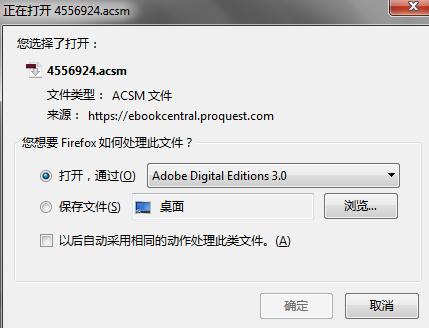 正在打开 4556924.acsm
您选择了打开：
4556924.acsm
文件类型： ACSM 文件
来源： https://ebookcentral.proquest.com
您想要 Firefox 如何处理此文件？
打开，通过(O) Adobe Digital Editions 3.0
保存文件(S) 桌面 浏览...
以后自动采用相同的动作处理此类文件。(A)
确定 取消